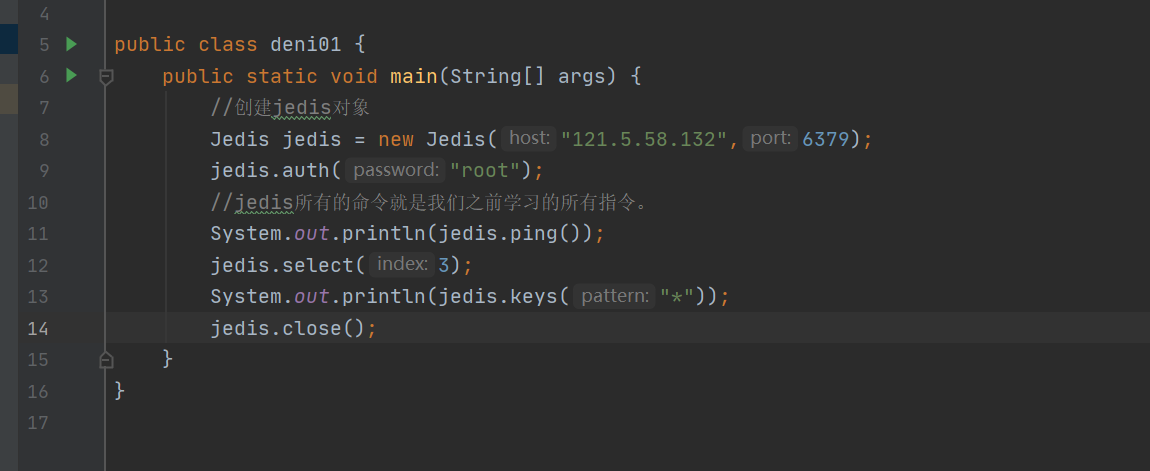 4
5 public class deni01 {
6 public static void main(String[] args) {
7 //创建jedis对象
8 Jedis jedis = new Jedis( host: "121.5.58.132", port: 6379);
9 jedis.auth( password: "root");
10 //jedis所有的命令就是我们之前学习的所有指令。
11 System.out.println(jedis.ping());
12 jedis.select( index: 3);
13 System.out.println(jedis.keys( pattern: "*"));
14 jedis.close();
15 }
16 }
17